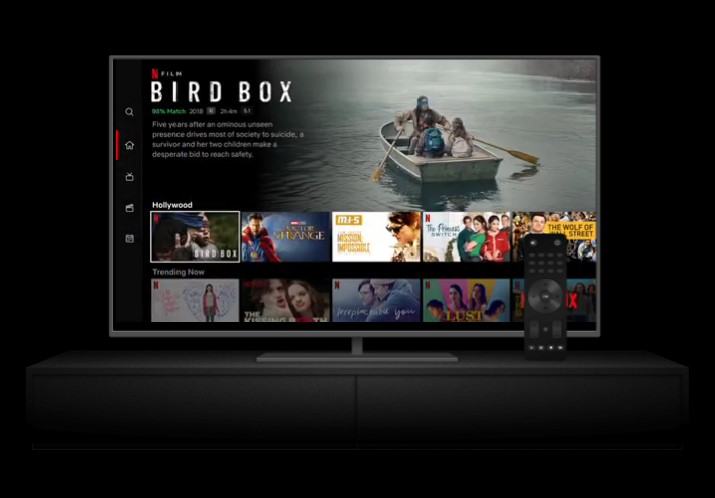 N FILM
BIRD BOX
98% Match 2018 2h4m 5.1
Five years after an ominous unseen
presence drives most of society to suicide, a
survivor and her two children make a
desperate bid to reach safety.
Hollywood
N
BIRD BOX
DOCTOR
STRANGE
M:I-5
MISSION:
IMPOSSIBLE
N
The Princess
SWITCH
THE WOLF OF
WALL STREET
Trending Now
N
THE
KISSING BOOTH
N
Irreplaceable You
LUST
N